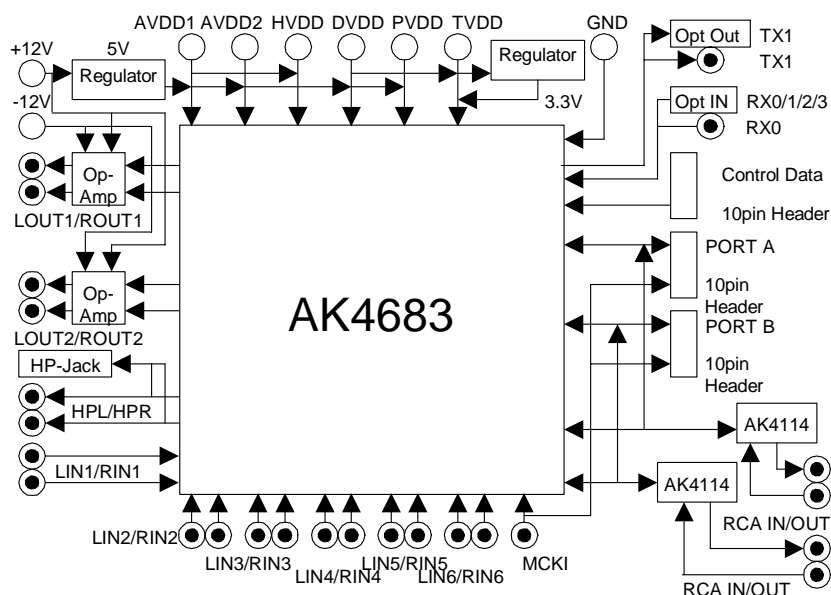 AVDD1 AVDD2 HVDD DVDD PVDD TVDD GND
+12V
5V
Regulator
Regulator
3.3V
-12V
Opt Out
TX1
TX1
Opt IN
RX0/1/2/3
RX0
Op-
Amp
LOUT1/ROUT1
Control Data
10pin Header
Op-
Amp
LOUT2/ROUT2
PORT A
10pin
Header
PORT B
10pin
Header
AK4683
HP-Jack
HPL/HPR
LIN1/RIN1
AK4114
AK4114
RCA IN/OUT
RCA IN/OUT
LIN2/RIN2
LIN3/RIN3
LIN4/RIN4
LIN5/RIN5
LIN6/RIN6
MCKI